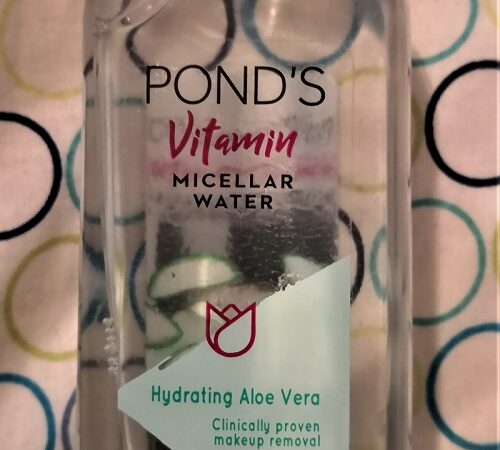 POND'S
Vitamin
MICELLAR
WATER
Hydrating Aloe Vera
Clinically proven
makeup removal